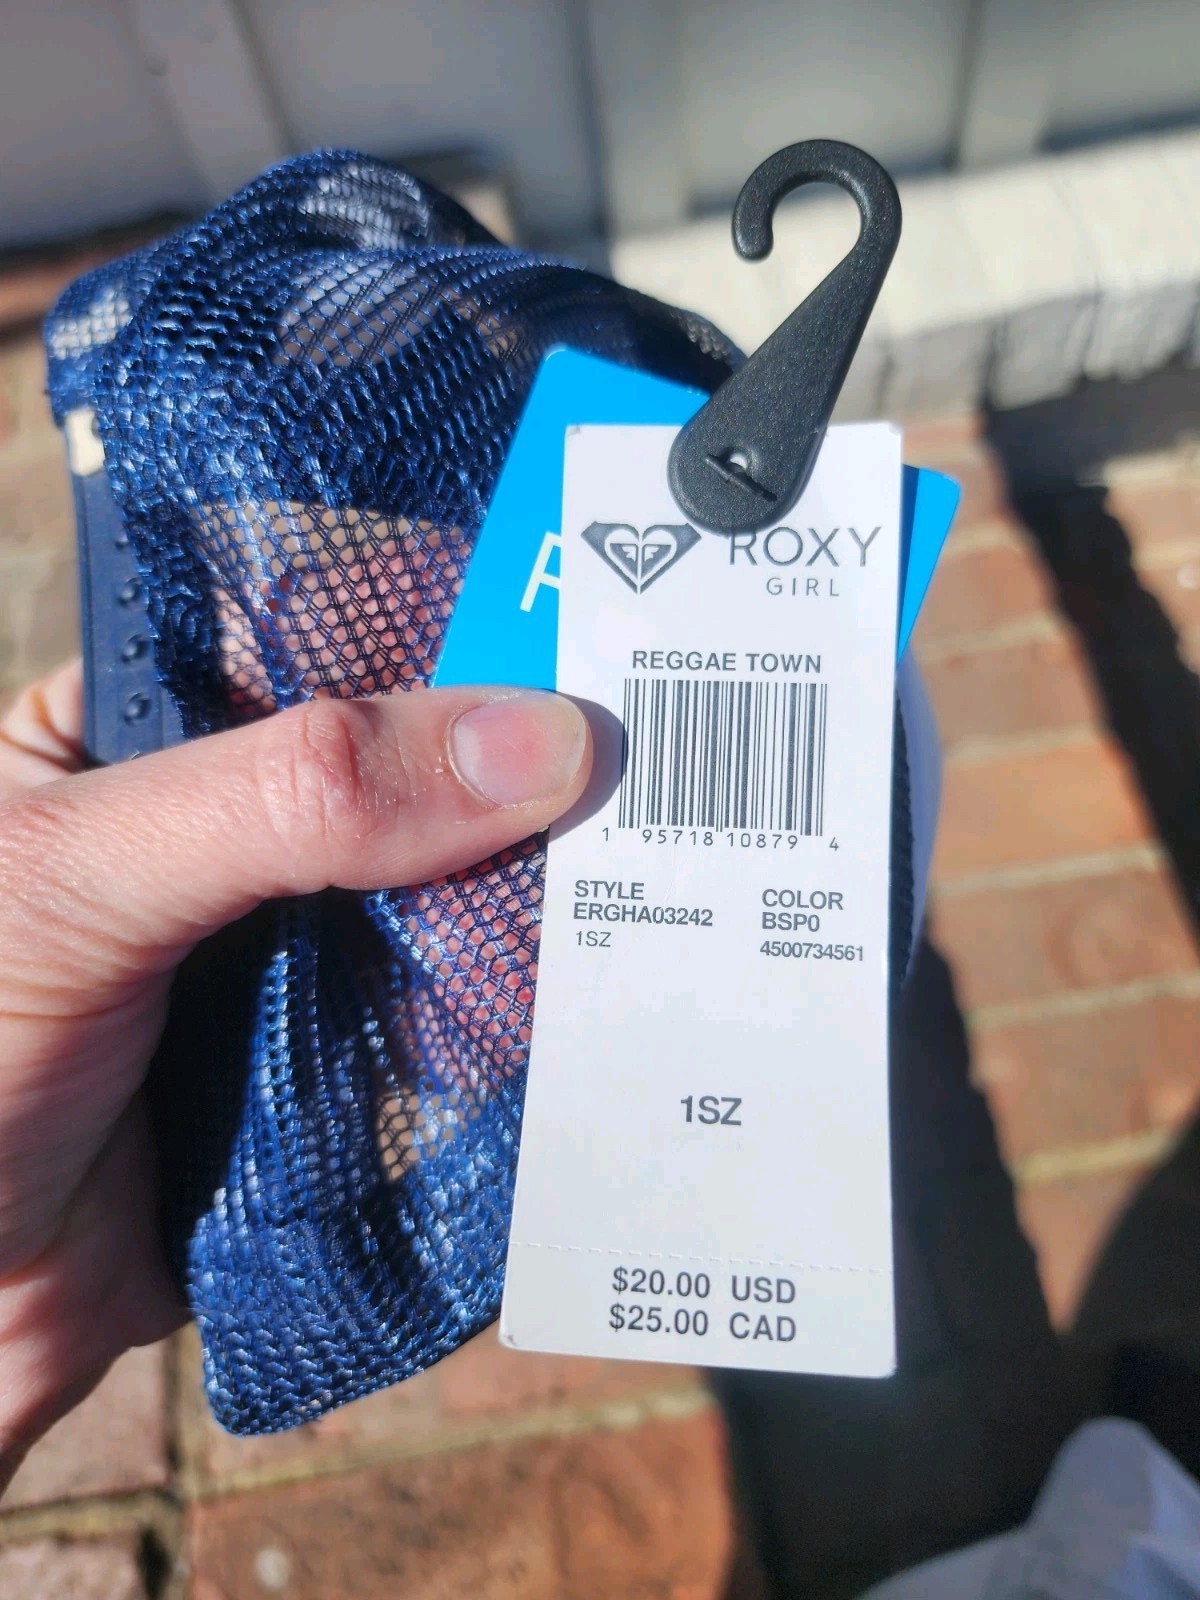 ROXY
GIRL
REGGAE TOWN
1 95718 10879 4
STYLE
ERGHA03242
1SZ
COLOR
BSP0
4500734561
1SZ
$20.00 USD
$25.00 CAD